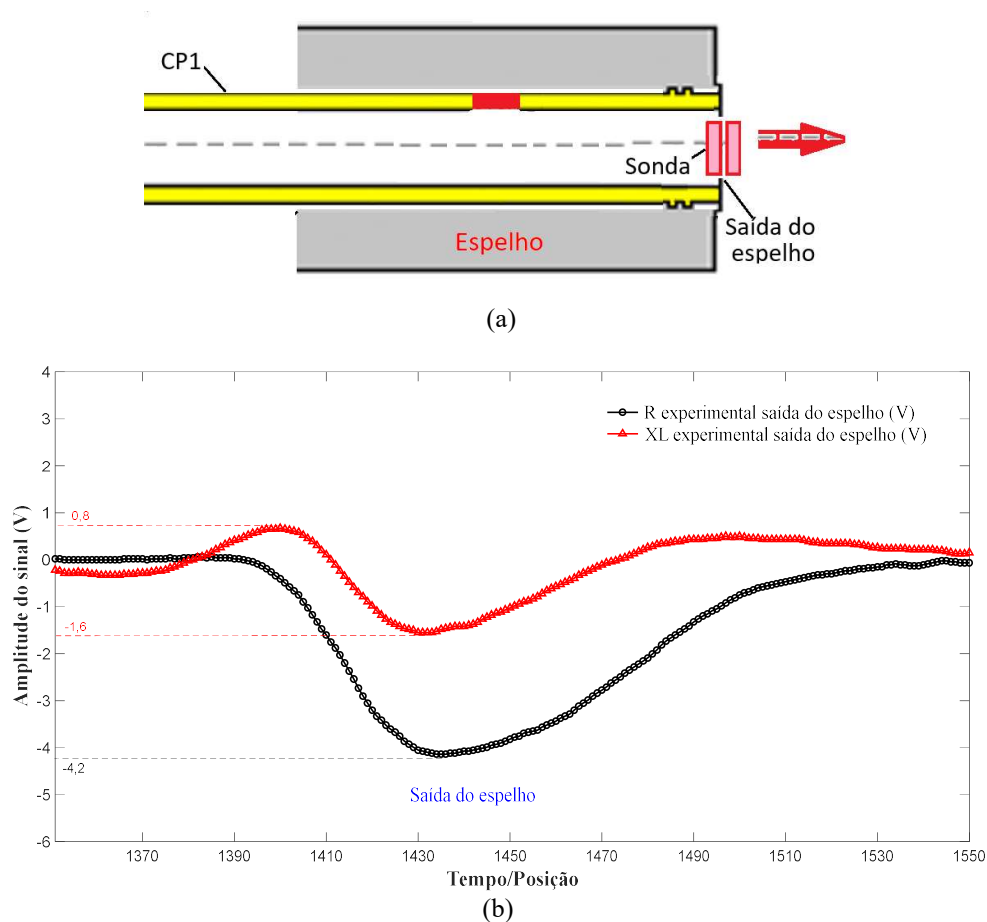 CP1
Sonda
Saída do
espelho
Espelho
(a)
4
3
2
1
0
-1
-2
-3
-4
-5
-6
Amplitude do sinal (V)
R experimental saída do espelho (V)
XL experimental saída do espelho (V)
0,8
-1,6
-4,2
Saída do espelho
1370 1390 1410 1430 1450 1470 1490 1510 1530 1550
Tempo/Posição
(b)